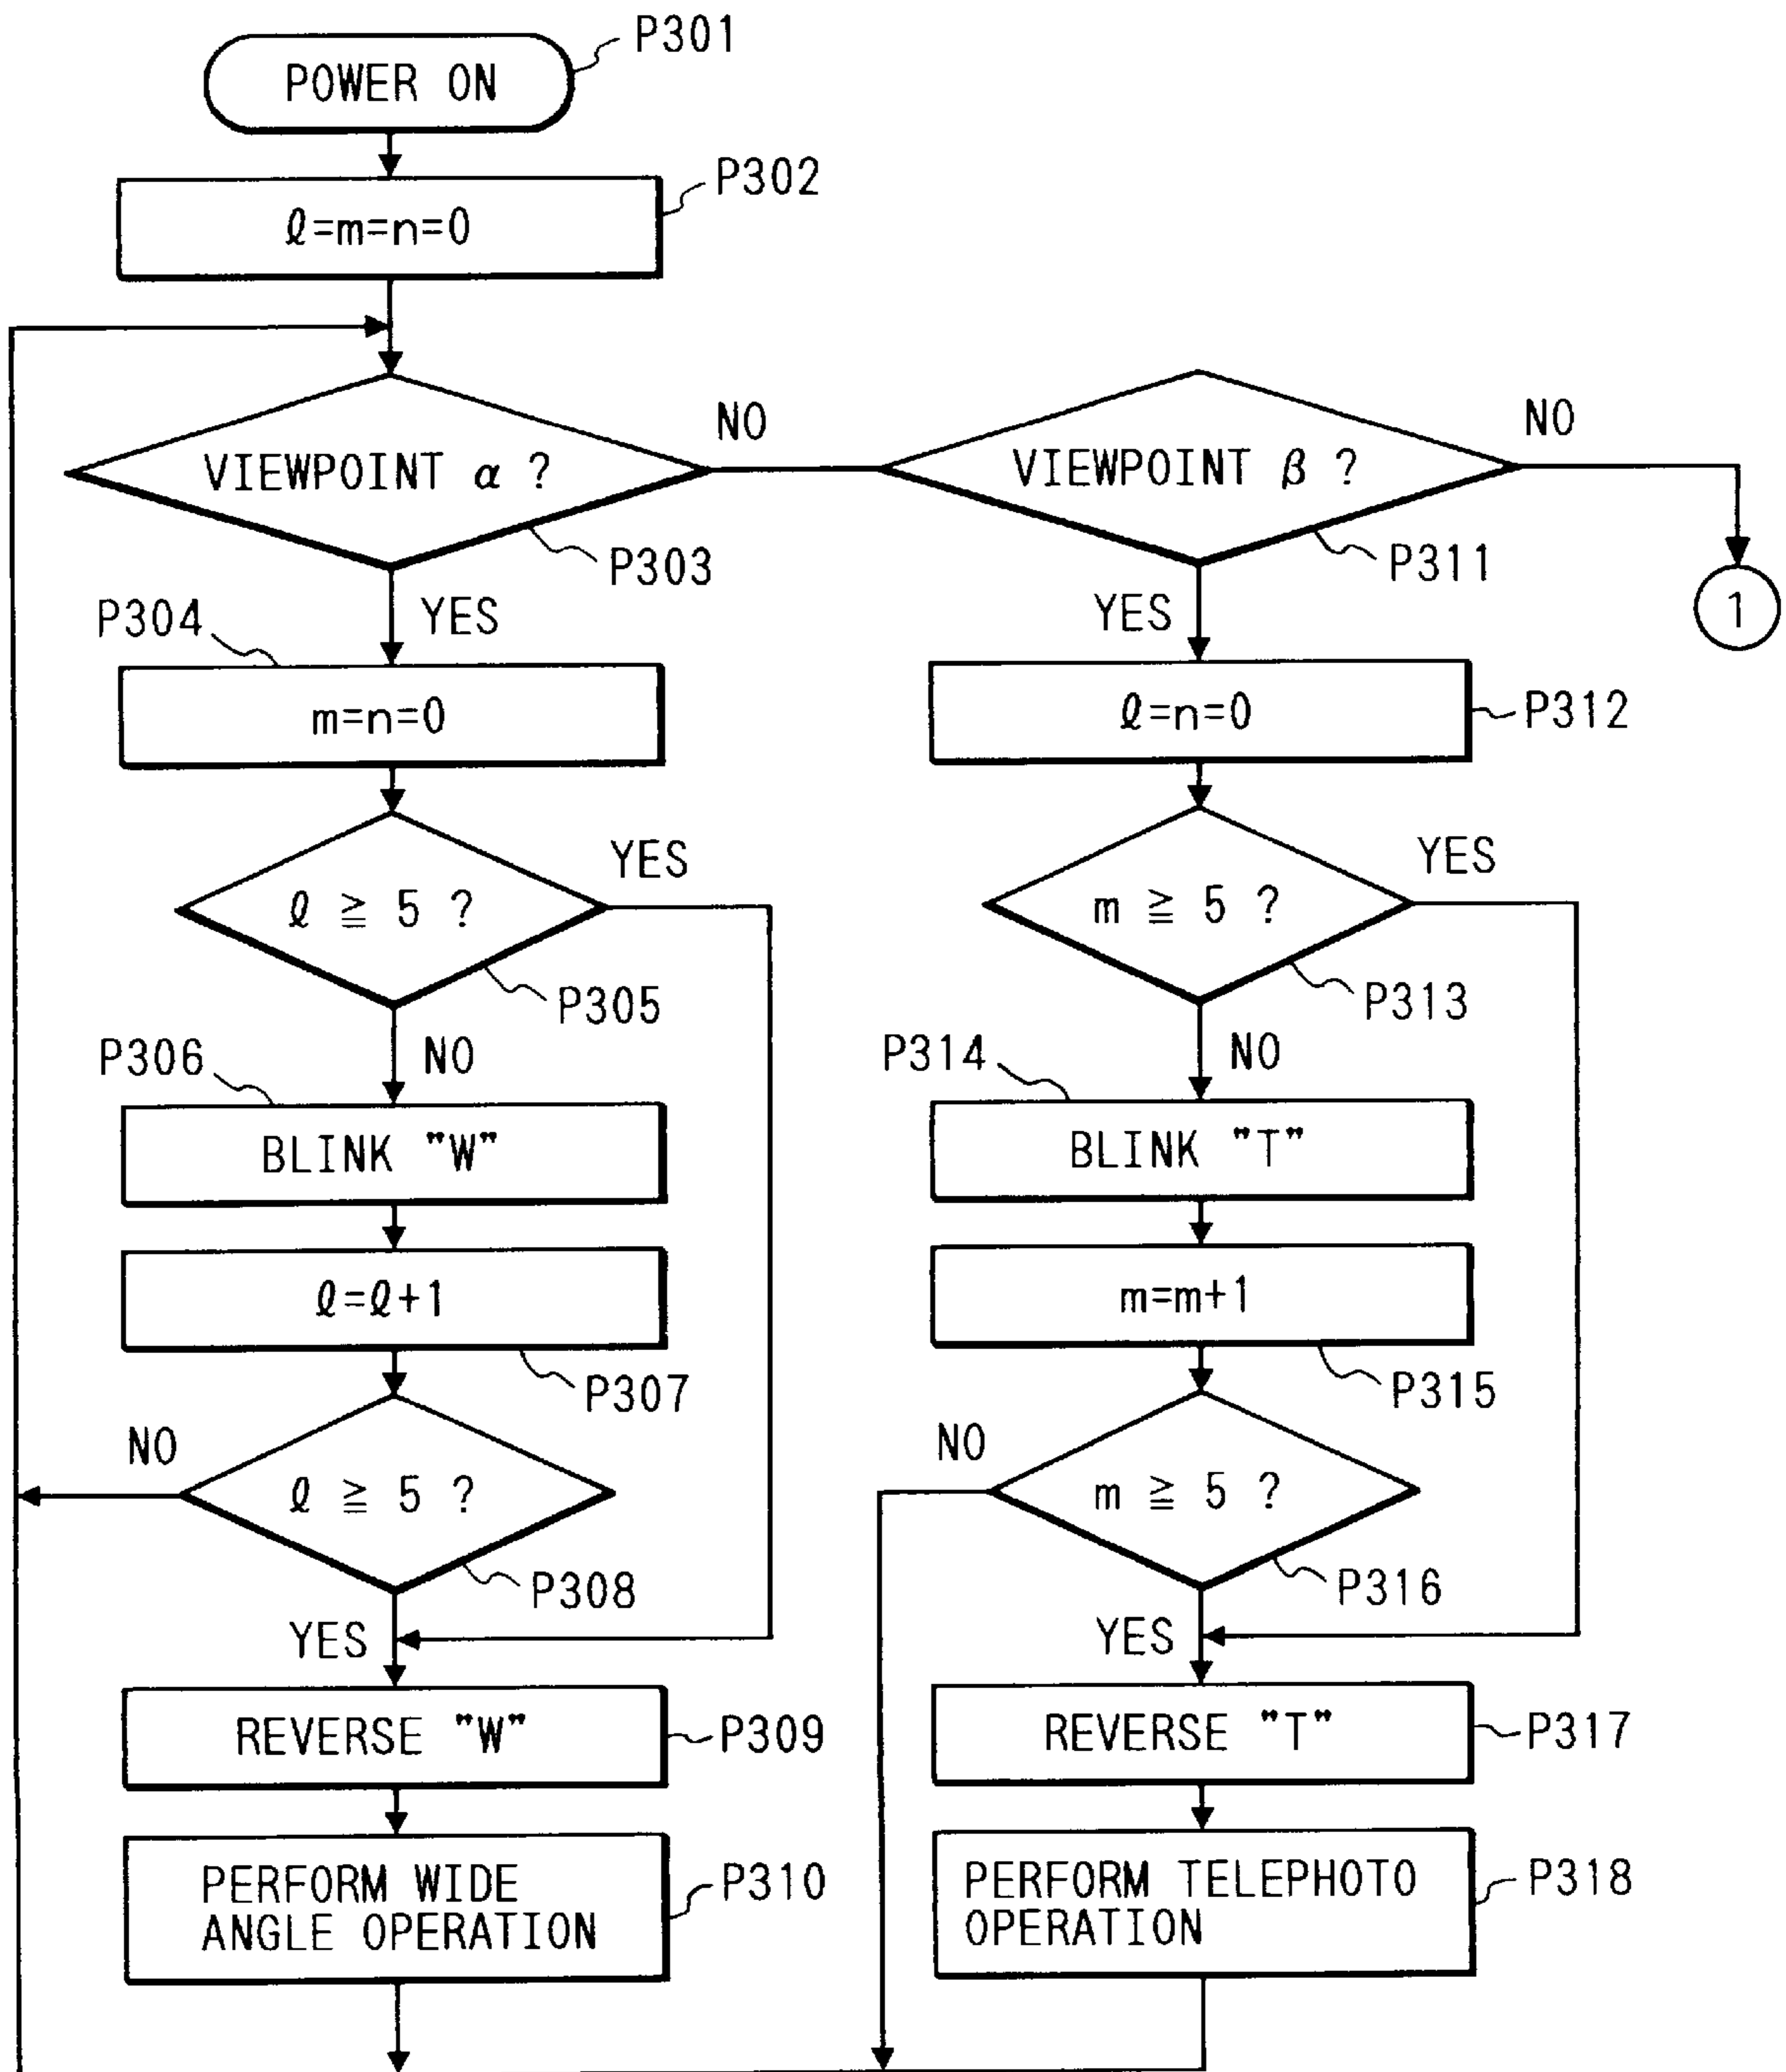 POWER ON
P301
ℓ=m=n=0
P302
VIEWPOINT α ?
NO
P303
VIEWPOINT β ?
NO
P311
1
YES
P304
m=n=0
YES
ℓ=n=0
P312
ℓ ≧ 5 ?
YES
P305
m ≧ 5 ?
YES
P313
NO
P306
BLINK ”W”
NO
P314
BLINK ”T”
ℓ=ℓ+1
P307
m=m+1
P315
NO
ℓ ≧ 5 ?
P308
NO
m ≧ 5 ?
P316
YES
REVERSE ”W”
P309
YES
REVERSE ”T”
P317
PERFORM WIDE
ANGLE OPERATION
P310
PERFORM TELEPHOTO
OPERATION
P318